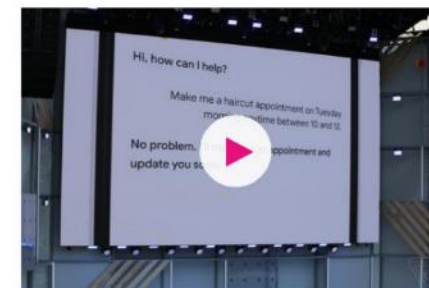 Hi, how can I help?
Make me a haircut appointment on Tuesday
between 10 and 12.
No problem. appointment and
update you